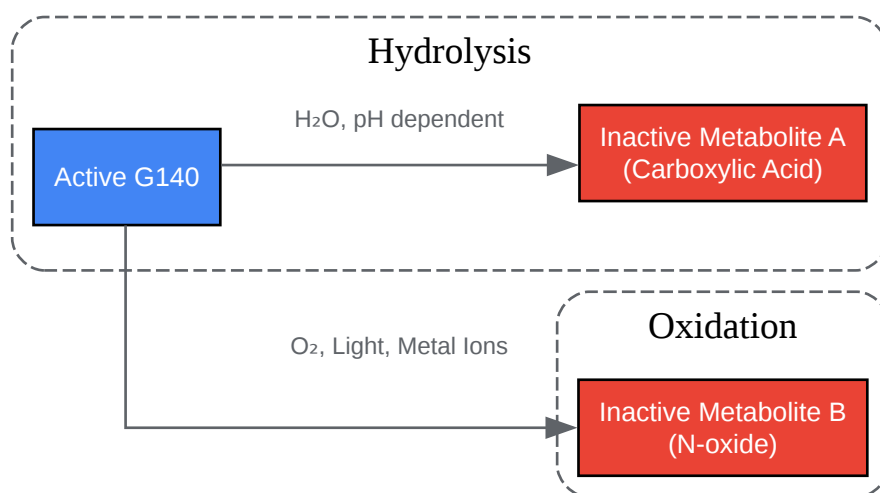 Hydrolysis
H₂O, pH dependent
Active G140
Inactive Metabolite A
(Carboxylic Acid)
Oxidation
O₂, Light, Metal Ions
Inactive Metabolite B
(N-oxide)